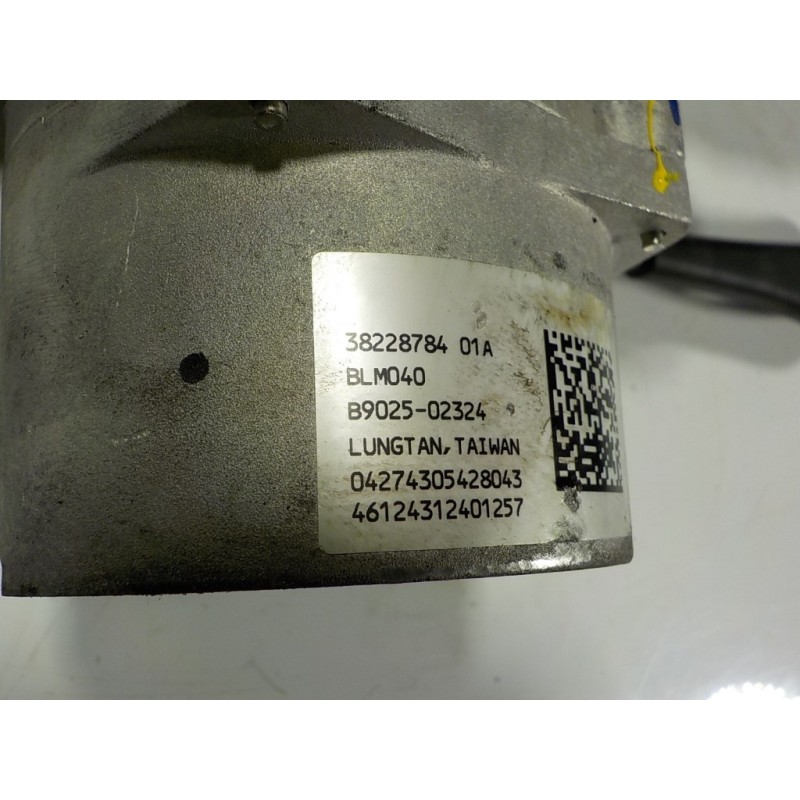 38228784 01A
BLM040
B9025-02324
LUNGTAN,TAIWAN
04274305428043
46124312401257